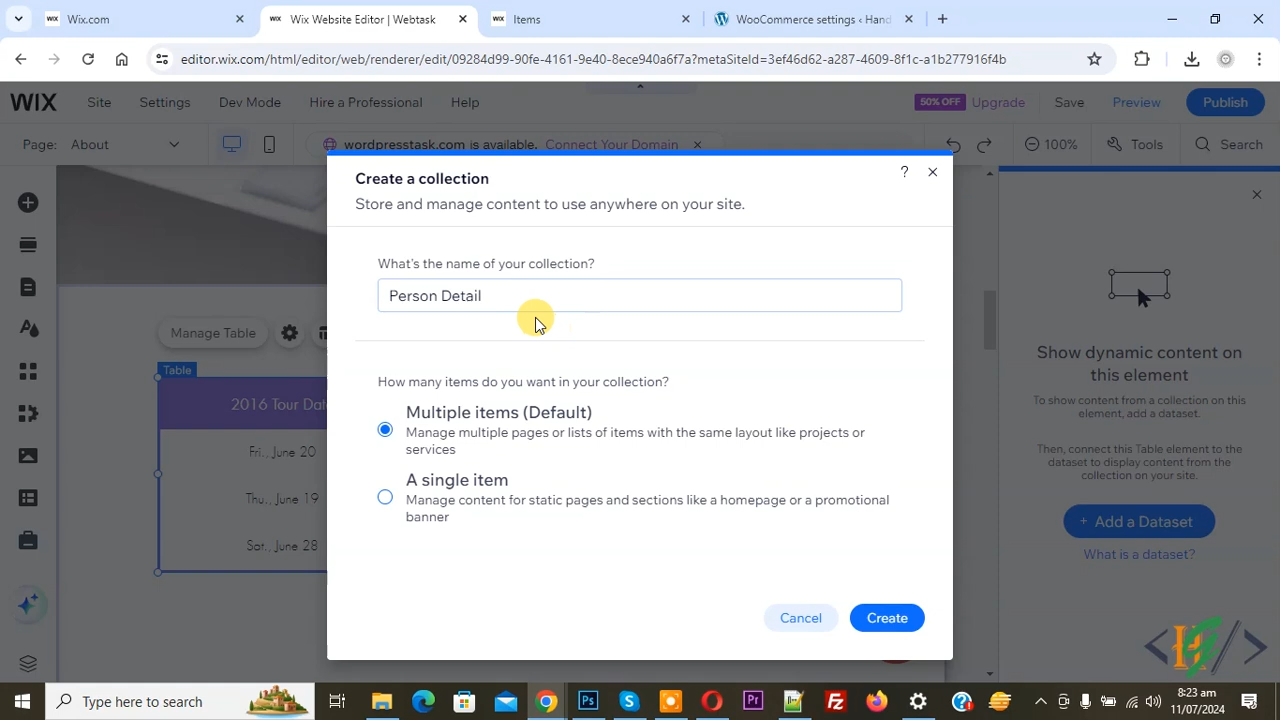 Wix.com
Wix Website Editor | Webtask
Items
WooCommerce settings ‹ Hand
editor.wix.com/html/editor/web/renderer/edit/09284d99-90fe-4161-9e40-8ece940a6f7a?metaSiteId=3ef46d62-a287-4609-8f1c-a1b277916f4b
WIX Site Settings Dev Mode Hire a Professional Help 50% OFF Upgrade Save Preview Publish
Page: About wordpresstask.com is available. Connect Your Domain 100% Tools Search
Create a collection
Store and manage content to use anywhere on your site.
What's the name of your collection?
Person Detail
How many items do you want in your collection?
Multiple items (Default)
Manage multiple pages or lists of items with the same layout like projects or
services
A single item
Manage content for static pages and sections like a homepage or a promotional
banner
Cancel Create
Manage Table
Table
2016 Tour Dat
Fri., June 20
Thu., June 19
Sat., June 28
Show dynamic content on
this element
To show content from a collection on this
element, add a dataset.
Then, connect this Table element to the
dataset to display content from the
collection on your site.
+ Add a Dataset
What is a dataset?
Type here to search
8:23 am
11/07/2024